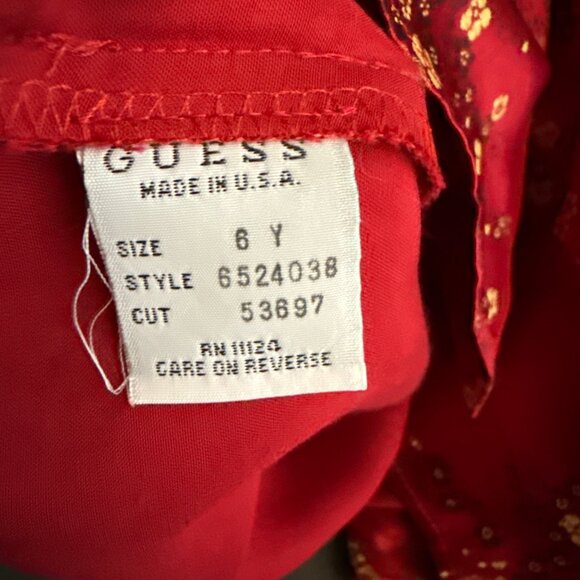 GUESS
MADE IN U.S.A.
SIZE 6 Y
STYLE 6524038
CUT 53697
RN 11124
CARE ON REVERSE